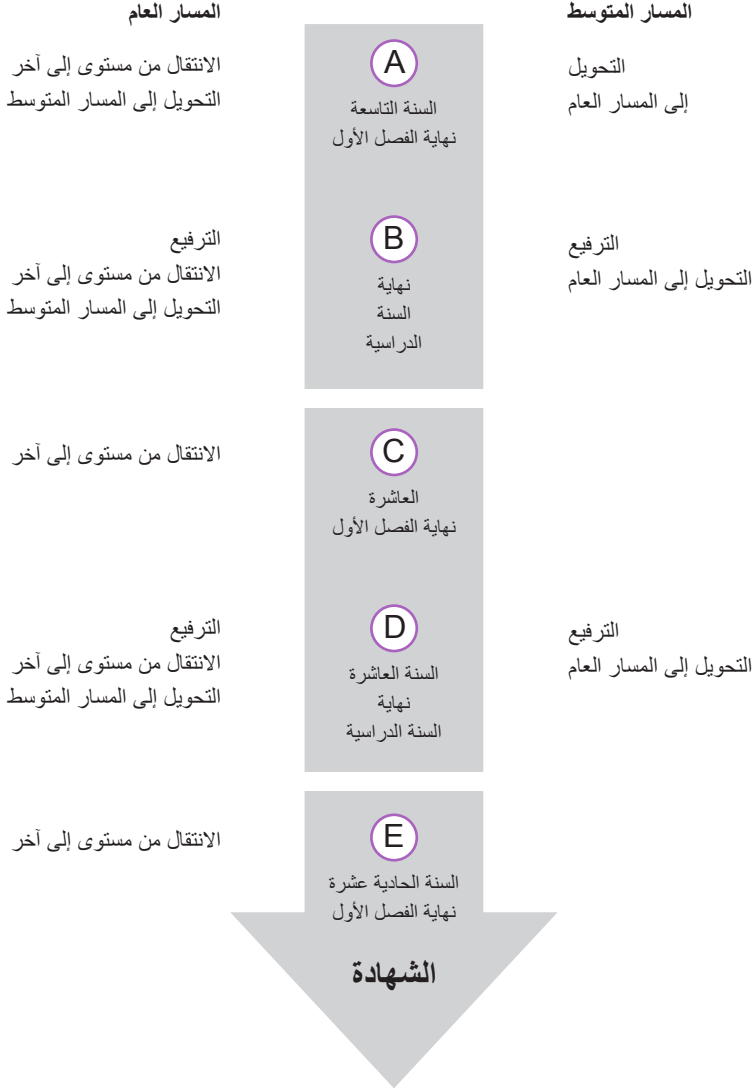 المسار المتوسط
المسار العام
التحويل
إلى المسار العام
A
السنة التاسعة
نهاية الفصل الأول
الانتقال من مستوى إلى آخر
التحويل إلى المسار المتوسط
الترفيع
التحويل إلى المسار العام
B
نهاية
السنة
الدراسية
الترفيع
الانتقال من مستوى إلى آخر
التحويل إلى المسار المتوسط
C
العاشرة
نهاية الفصل الأول
الانتقال من مستوى إلى آخر
الترفيع
التحويل إلى المسار العام
D
السنة العاشرة
نهاية
السنة الدراسية
الترفيع
الانتقال من مستوى إلى آخر
التحويل إلى المسار المتوسط
E
السنة الحادية عشرة
نهاية الفصل الأول
الانتقال من مستوى إلى آخر
الشهادة